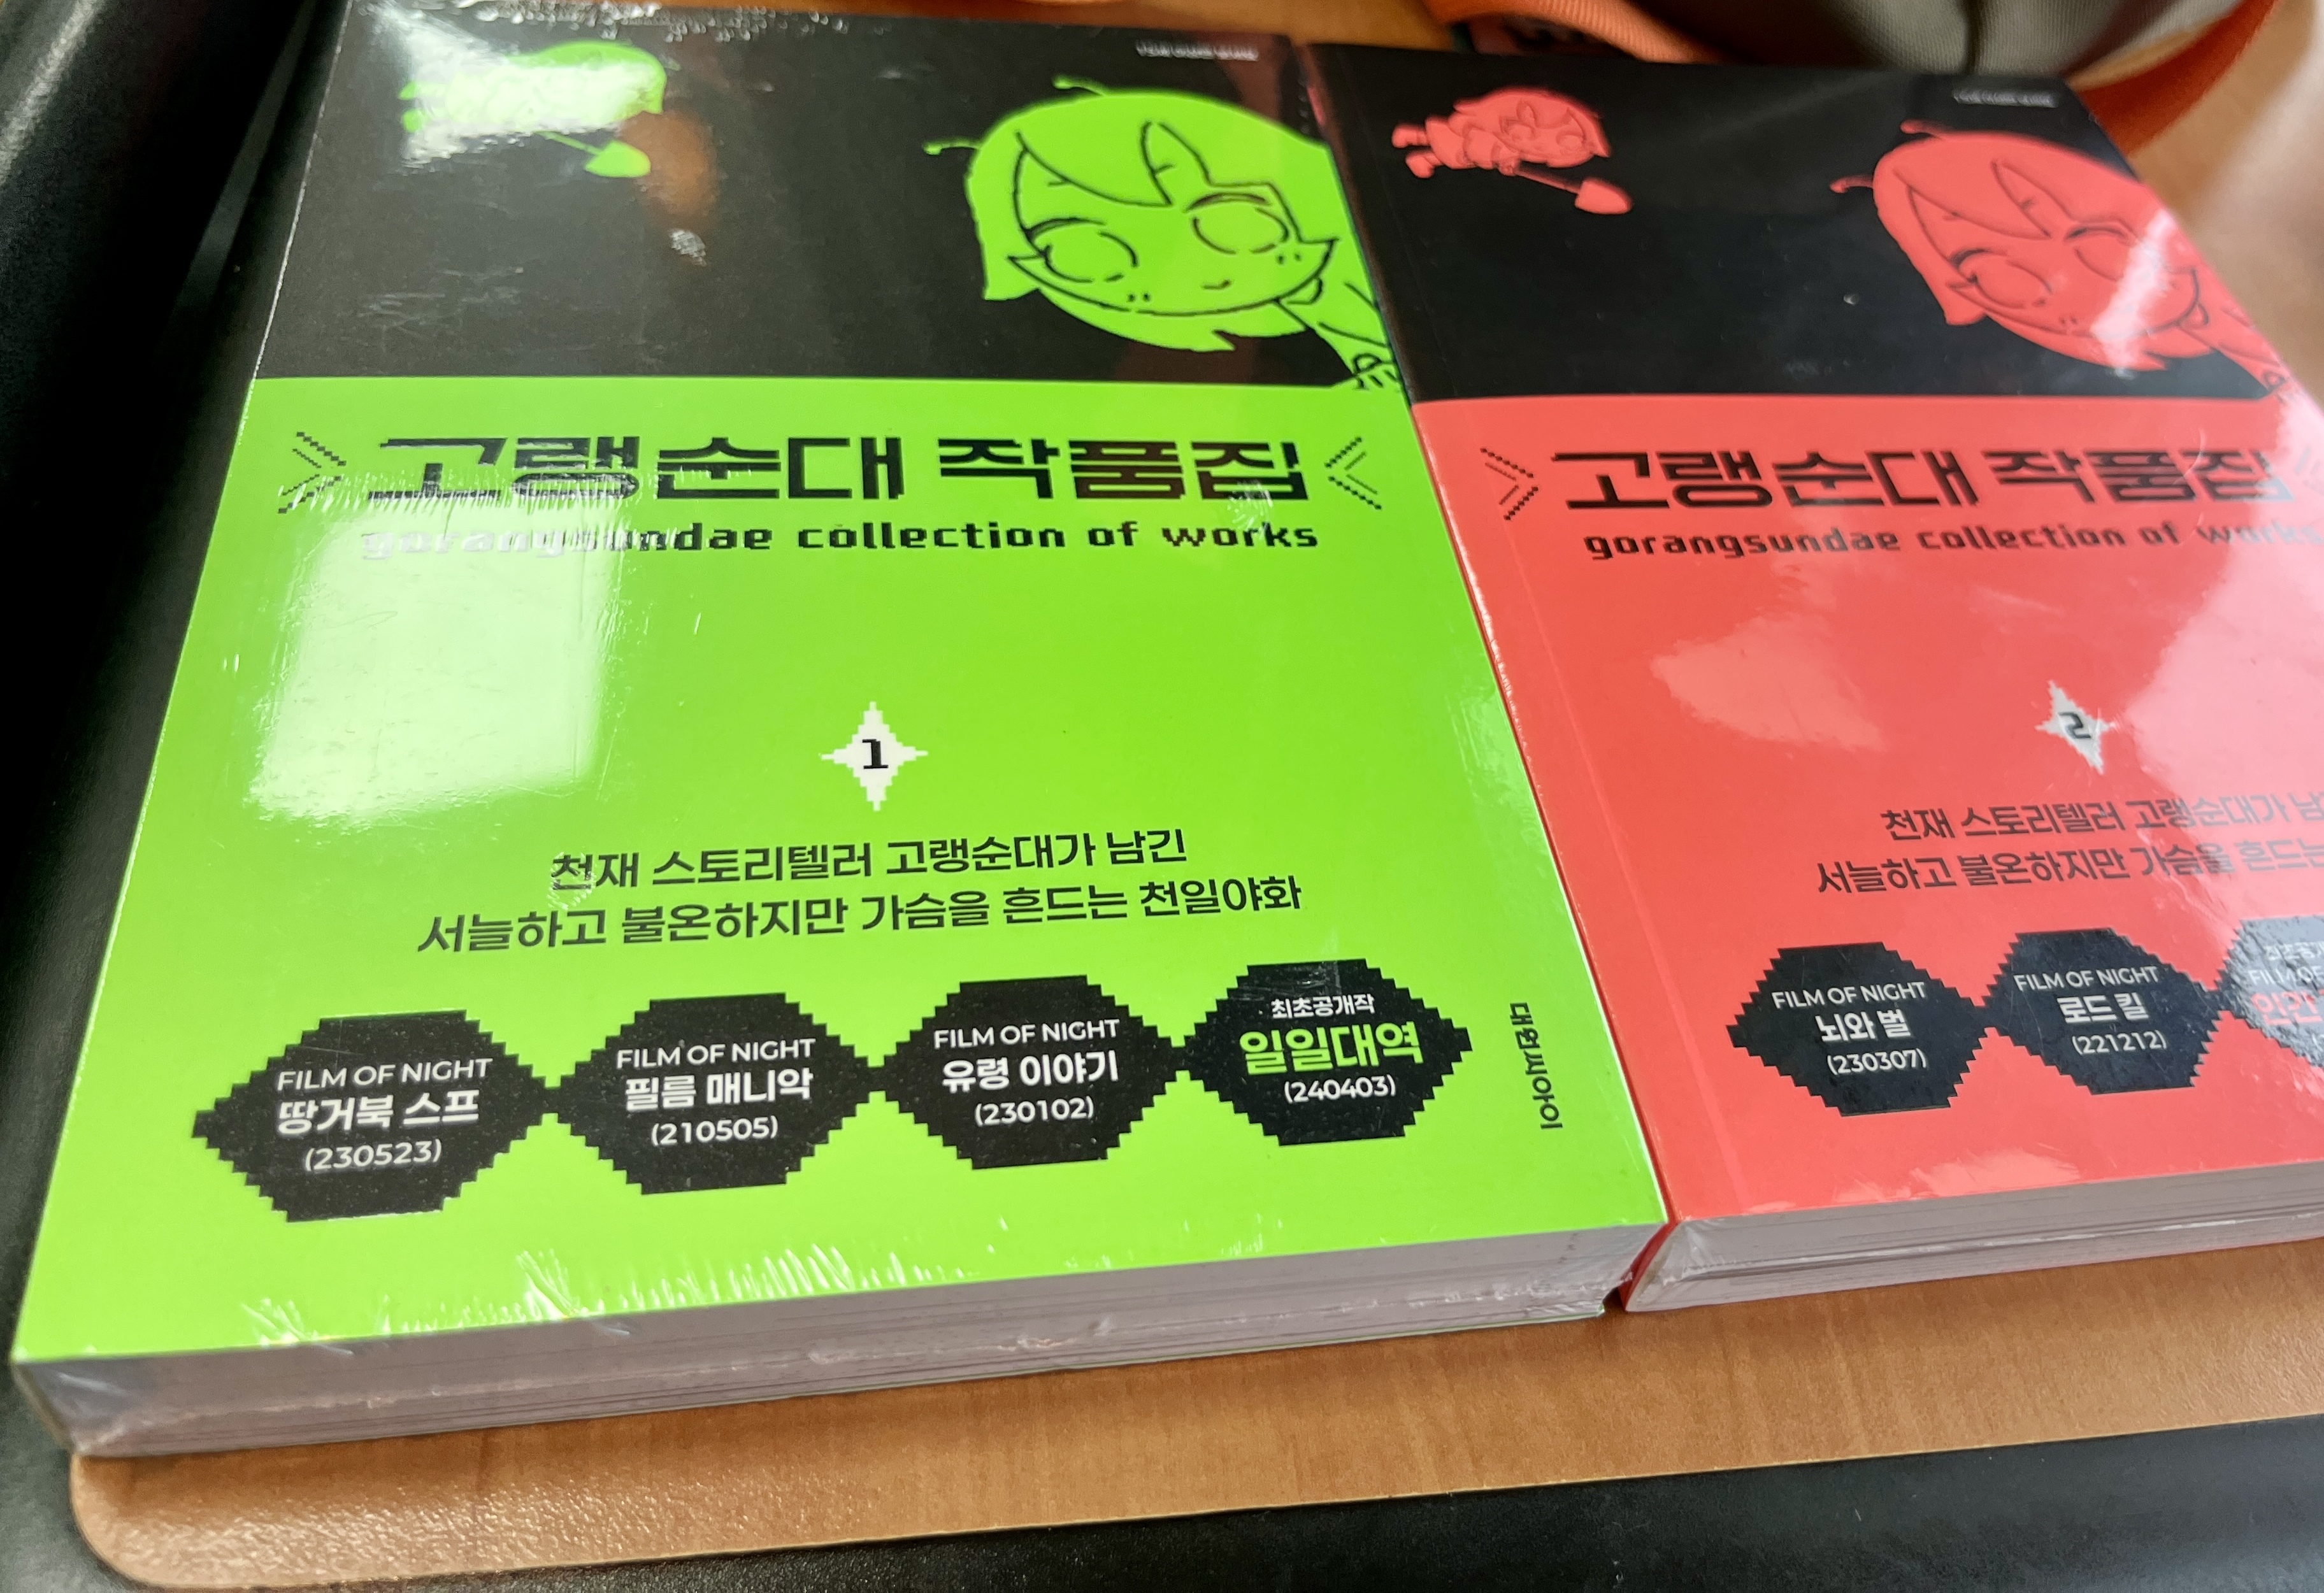 고랭순대 작품집
gorangsundae collection of works
1
천재 스토리텔러 고랭순대가 남긴
서늘하고 불온하지만 가슴을 흔드는 천일야화
FILM OF NIGHT
땅거북 스프
(230523)
FILM OF NIGHT
필름 매니악
(210505)
FILM OF NIGHT
유령 이야기
(230102)
최초공개작
일일대역
(240403)
대원씨아이
고랭순대 작품집
gorangsundae collection of works
2
천재 스토리텔러 고랭순대가
서늘하고 불온하지만 가슴을 흔드는
FILM OF NIGHT
뇌와 벌
(230307)
FILM OF NIGHT
로드 킬
(221212)